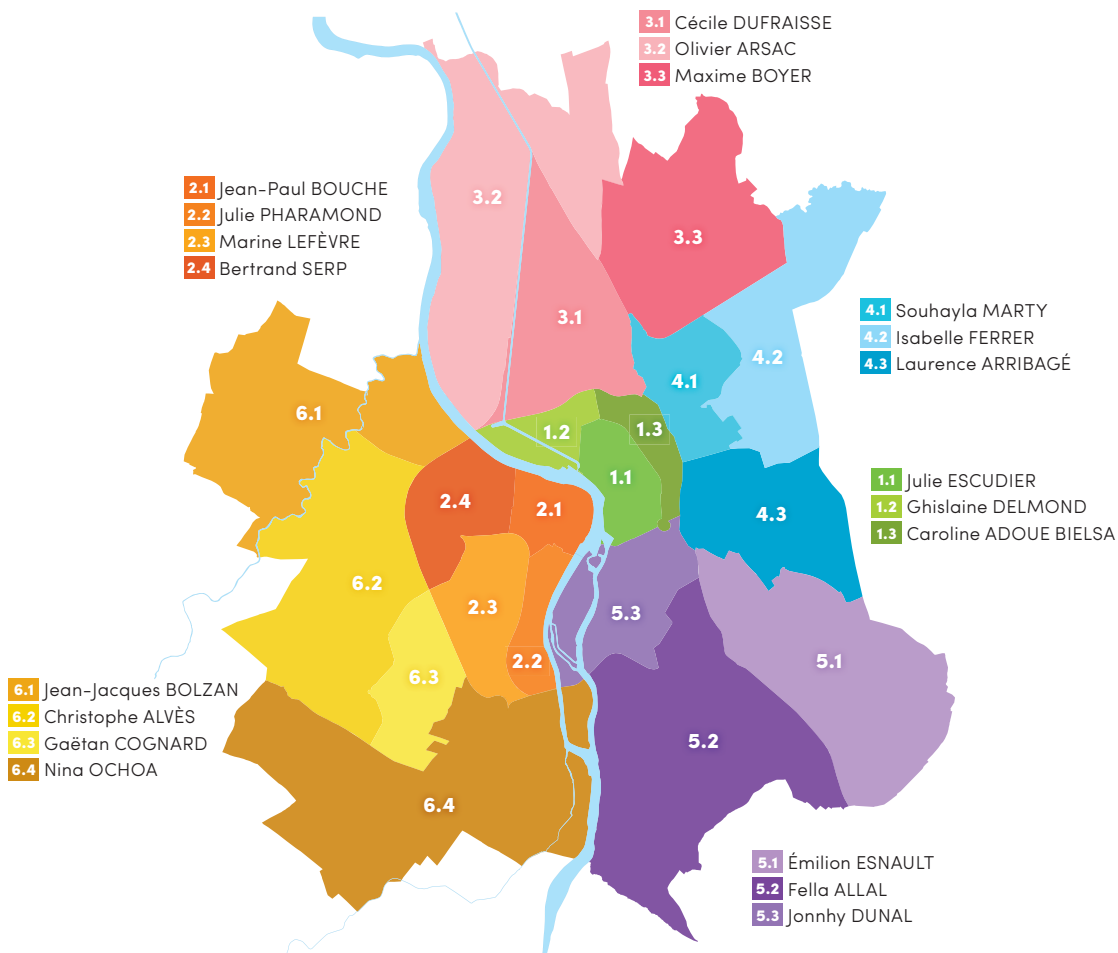 3.1 Cécile DUFRAISSE
3.2 Olivier ARSAC
3.3 Maxime BOYER
2.1 Jean-Paul BOUCHE
2.2 Julie PHARAMOND
2.3 Marine LEFÈVRE
2.4 Bertrand SERP
3.2
3.3
3.1
4.1 Souhayla MARTY
4.2 Isabelle FERRER
4.3 Laurence ARRIBAGÉ
4.2
4.1
6.1
1.2
1.3
1.1
1.1 Julie ESCUDIER
1.2 Ghislaine DELMOND
1.3 Caroline ADOUE BIELSA
2.4
2.1
4.3
6.2
2.3
5.3
2.2
5.1
6.3
6.1 Jean-Jacques BOLZAN
6.2 Christophe ALVÈS
6.3 Gaëtan COGNARD
6.4 Nina OCHOA
5.2
6.4
5.1 Émilion ESNAULT
5.2 Fella ALLAL
5.3 Jonnhy DUNAL